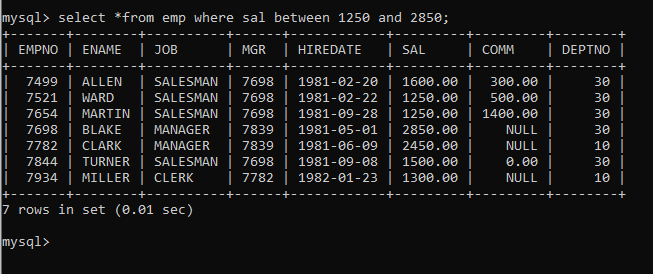 mysql> select *from emp where sal between 1250 and 2850;
+-------+--------+----------+------+------------+---------+---------+--------+
| EMPNO | ENAME  | JOB      | MGR  | HIREDATE   | SAL     | COMM    | DEPTNO |
+-------+--------+----------+------+------------+---------+---------+--------+
|  7499 | ALLEN  | SALESMAN | 7698 | 1981-02-20 | 1600.00 |  300.00 |     30 |
|  7521 | WARD   | SALESMAN | 7698 | 1981-02-22 | 1250.00 |  500.00 |     30 |
|  7654 | MARTIN | SALESMAN | 7698 | 1981-09-28 | 1250.00 | 1400.00 |     30 |
|  7698 | BLAKE  | MANAGER  | 7839 | 1981-05-01 | 2850.00 |    NULL |     30 |
|  7782 | CLARK  | MANAGER  | 7839 | 1981-06-09 | 2450.00 |    NULL |     10 |
|  7844 | TURNER | SALESMAN | 7698 | 1981-09-08 | 1500.00 |    0.00 |     30 |
|  7934 | MILLER | CLERK    | 7782 | 1982-01-23 | 1300.00 |    NULL |     10 |
+-------+--------+----------+------+------------+---------+---------+--------+
7 rows in set (0.01 sec)
mysql>